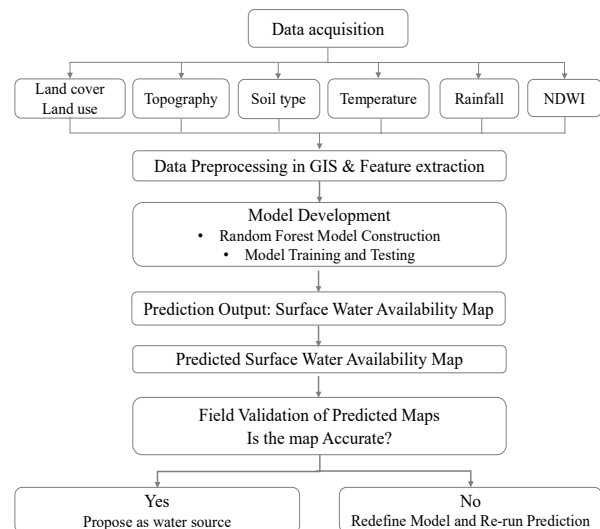 Data acquisition
Land cover
Land use
Topography
Soil type
Temperature
Rainfall
NDWI
Data Preprocessing in GIS & Feature extraction
Model Development
• Random Forest Model Construction
• Model Training and Testing
Prediction Output: Surface Water Availability Map
Predicted Surface Water Availability Map
Field Validation of Predicted Maps
Is the map Accurate?
Yes
Propose as water source
No
Redefine Model and Re-run Prediction